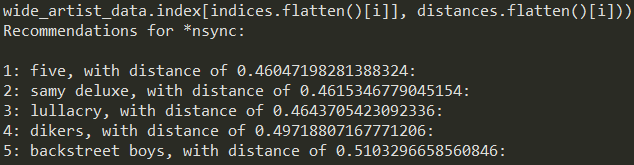 wide_artist_data.index[indices.flatten()[i]], distances.flatten()[i]))
Recommendations for *nsync:
1: five, with distance of 0.46047198281388324:
2: samy deluxe, with distance of 0.4615346779045154:
3: lullacry, with distance of 0.4643705423092336:
4: dikers, with distance of 0.49718807167771206:
5: backstreet boys, with distance of 0.5103296658560846: